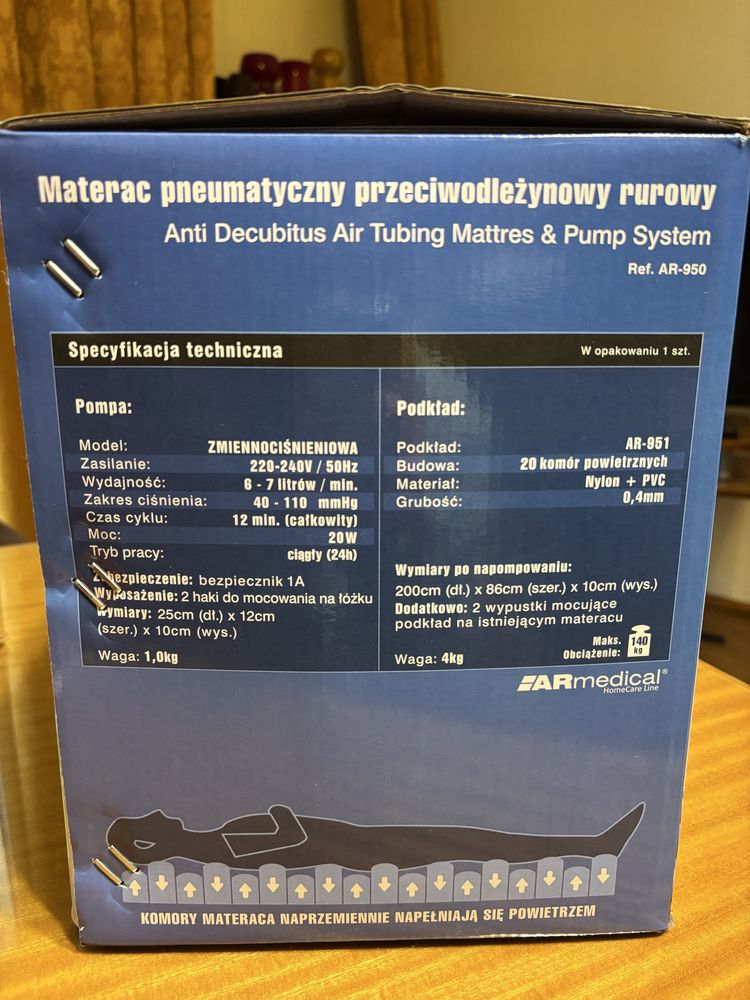 Materac pneumatyczny przeciwodleżynowy rurowy
Anti Decubitus Air Tubing Mattres & Pump System
Ref. AR-950
Specyfikacja techniczna
W opakowaniu 1 szt.
Pompa:
Model: ZMIENNOCIŚNIENIOWA
Zasilanie: 220-240V / 50Hz
Wydajność: 6 - 7 litrów / min.
Zakres ciśnienia: 40 - 110 mmHg
Czas cyklu: 12 min. (całkowity)
Moc: 20W
Tryb pracy: ciągły (24h)
Zabezpieczenie: bezpiecznik 1A
Wyposażenie: 2 haki do mocowania na łóżku
Wymiary: 25cm (dł.) x 12cm
(szer.) x 10cm (wys.)
Waga: 1,0kg
Podkład:
Podkład: AR-951
Budowa: 20 komór powietrznych
Materiał: Nylon + PVC
Grubość: 0,4mm
Wymiary po napompowaniu:
200cm (dł.) x 86cm (szer.) x 10cm (wys.)
Dodatkowo: 2 wypustki mocujące
podkład na istniejącym materacu
Waga: 4kg
Maks.
Obciążenie:
140
kg
ARmedical®
HomeCare Line
KOMORY MATERACA NAPRZEMIENNIE NAPEŁNIAJĄ SIĘ POWIETRZEM